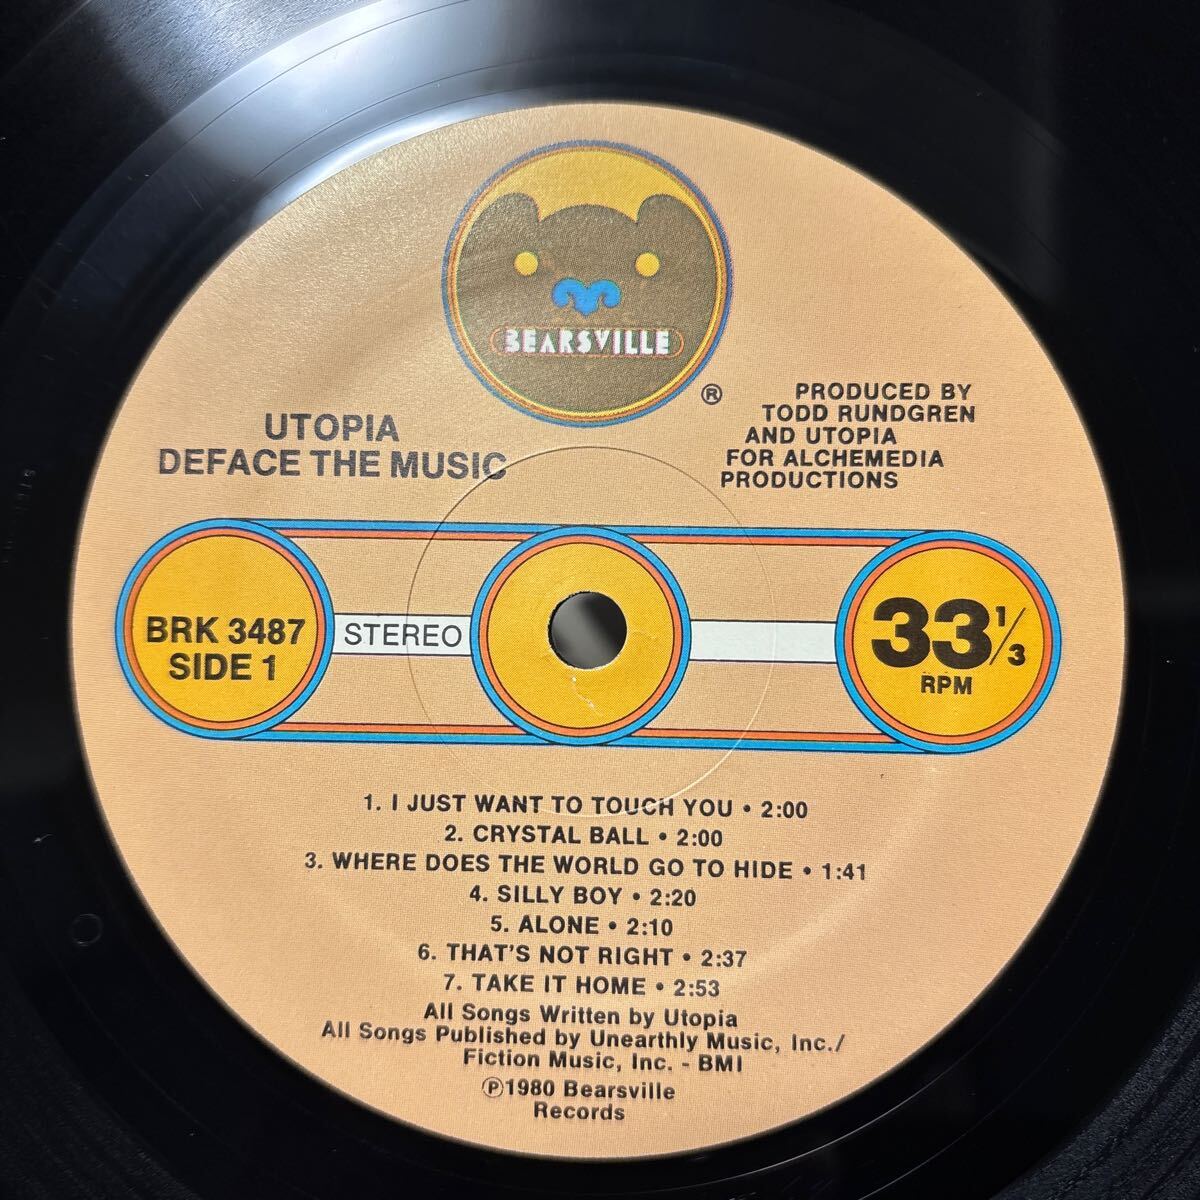 BEARSVILLE
®
UTOPIA
DEFACE THE MUSIC
PRODUCED BY
TODD RUNDGREN
AND UTOPIA
FOR ALCHEMEDIA
PRODUCTIONS
BRK 3487
SIDE 1
STEREO
33 1/3
RPM
1. I JUST WANT TO TOUCH YOU • 2:00
2. CRYSTAL BALL • 2:00
3. WHERE DOES THE WORLD GO TO HIDE • 1:41
4. SILLY BOY • 2:20
5. ALONE • 2:10
6. THAT'S NOT RIGHT • 2:37
7. TAKE IT HOME • 2:53
All Songs Written by Utopia
All Songs Published by Unearthly Music, Inc./
Fiction Music, Inc. - BMI
℗1980 Bearsville
Records